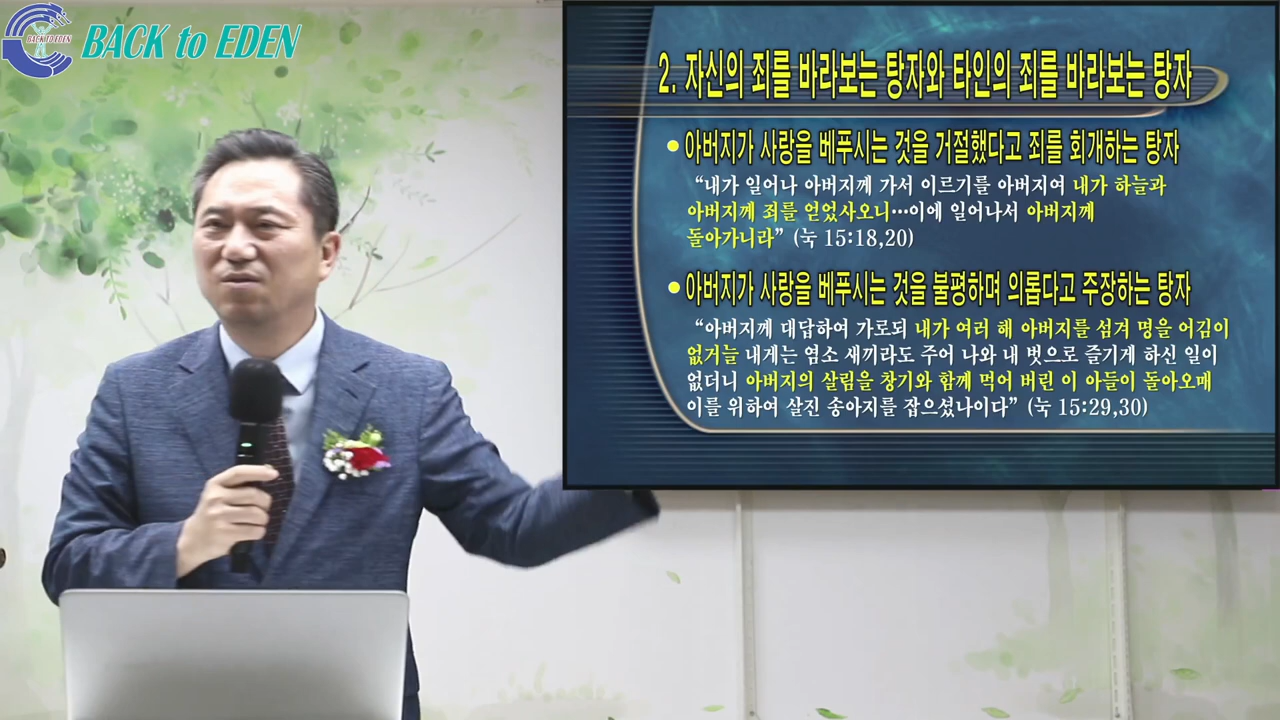 BACK TO EDEN
BACK to EDEN
2. 자신의 죄를 바라보는 탕자와 타인의 죄를 바라보는 탕자
• 아버지가 사랑을 베푸시는 것을 거절했다고 죄를 회개하는 탕자
“내가 일어나 아버지께 가서 이르기를 아버지여 내가 하늘과
아버지께 죄를 얻었사오니…이에 일어나서 아버지께
돌아가니라” (눅 15:18,20)
• 아버지가 사랑을 베푸시는 것을 불평하며 의롭다고 주장하는 탕자
“아버지께 대답하여 가로되 내가 여러 해 아버지를 섬겨 명을 어김이
없거늘 내게는 염소 새끼라도 주어 나와 내 벗으로 즐기게 하신 일이
없더니 아버지의 살림을 창기와 함께 먹어 버린 이 아들이 돌아오매
이를 위하여 살진 송아지를 잡으셨나이다” (눅 15:29,30)